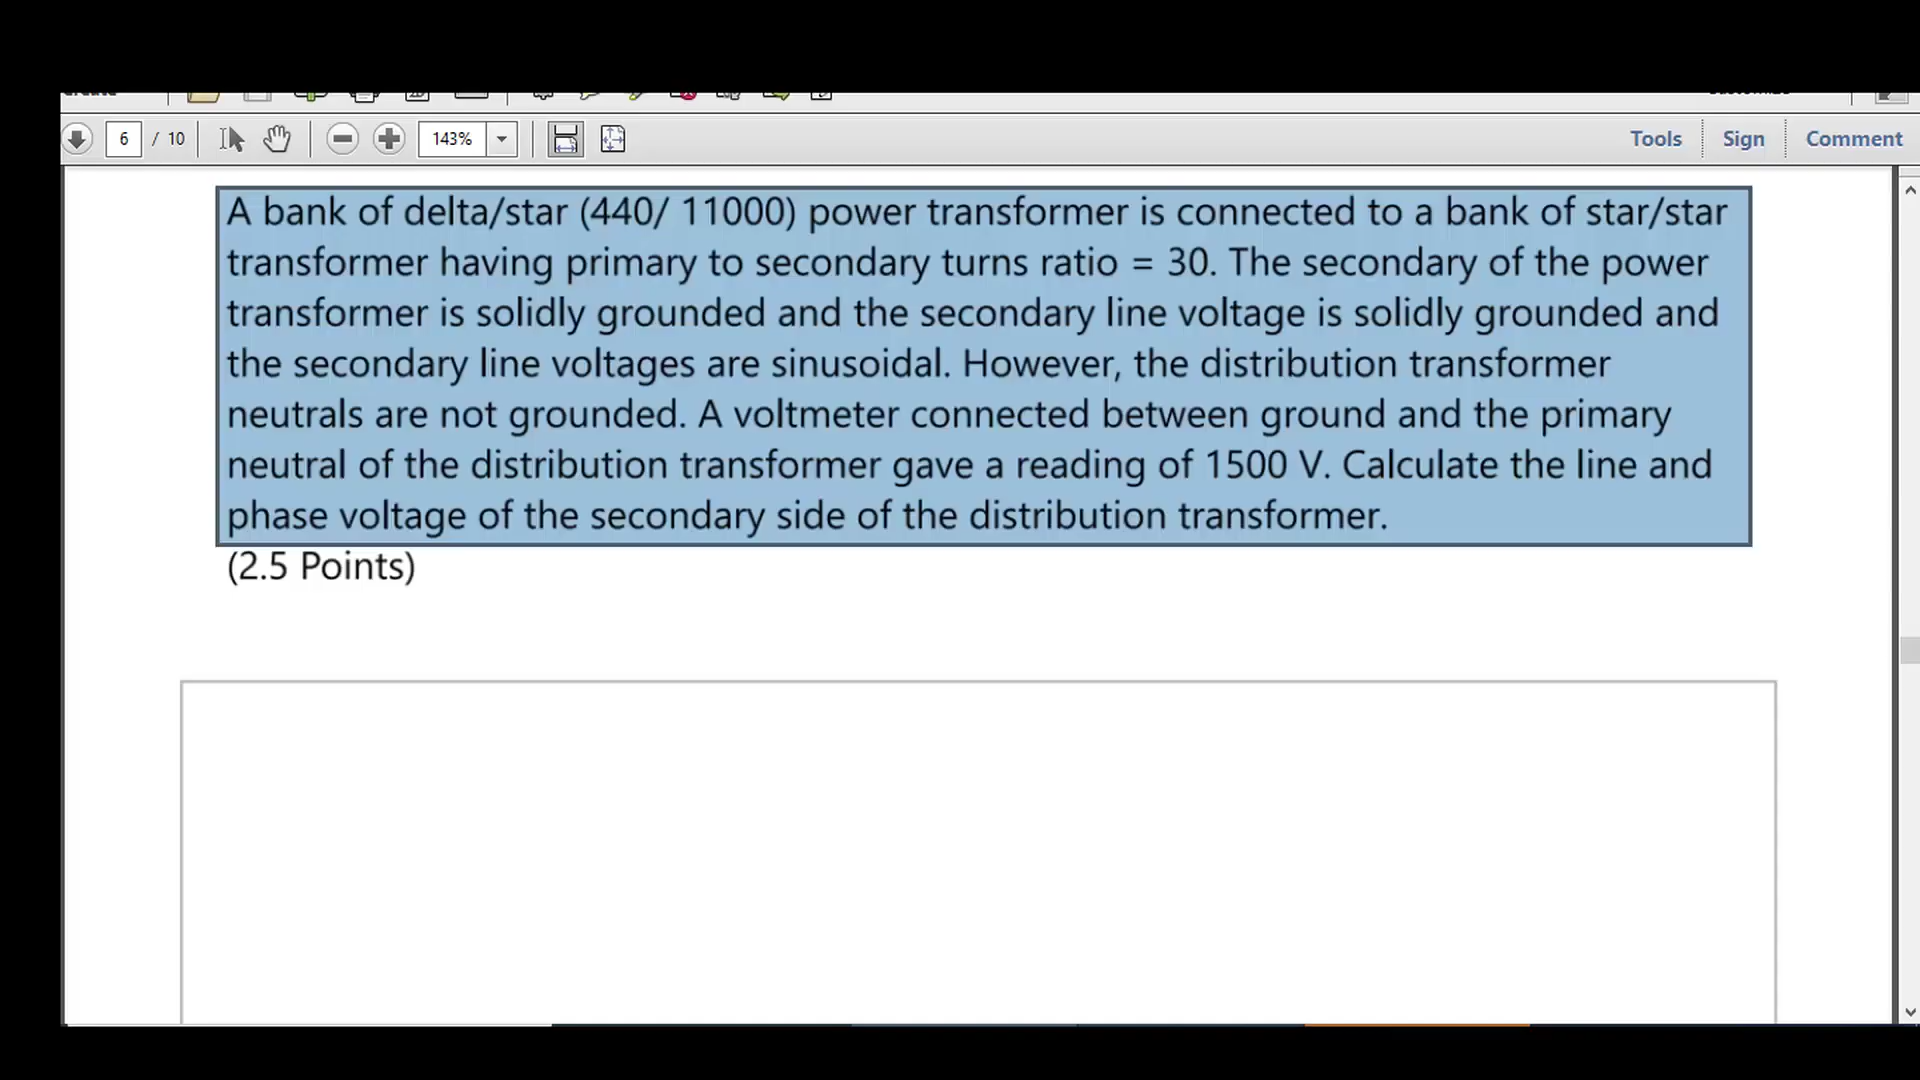 6 / 10 143% Tools Sign Comment
A bank of delta/star (440/ 11000) power transformer is connected to a bank of star/star
transformer having primary to secondary turns ratio = 30. The secondary of the power
transformer is solidly grounded and the secondary line voltage is solidly grounded and
the secondary line voltages are sinusoidal. However, the distribution transformer
neutrals are not grounded. A voltmeter connected between ground and the primary
neutral of the distribution transformer gave a reading of 1500 V. Calculate the line and
phase voltage of the secondary side of the distribution transformer.
(2.5 Points)